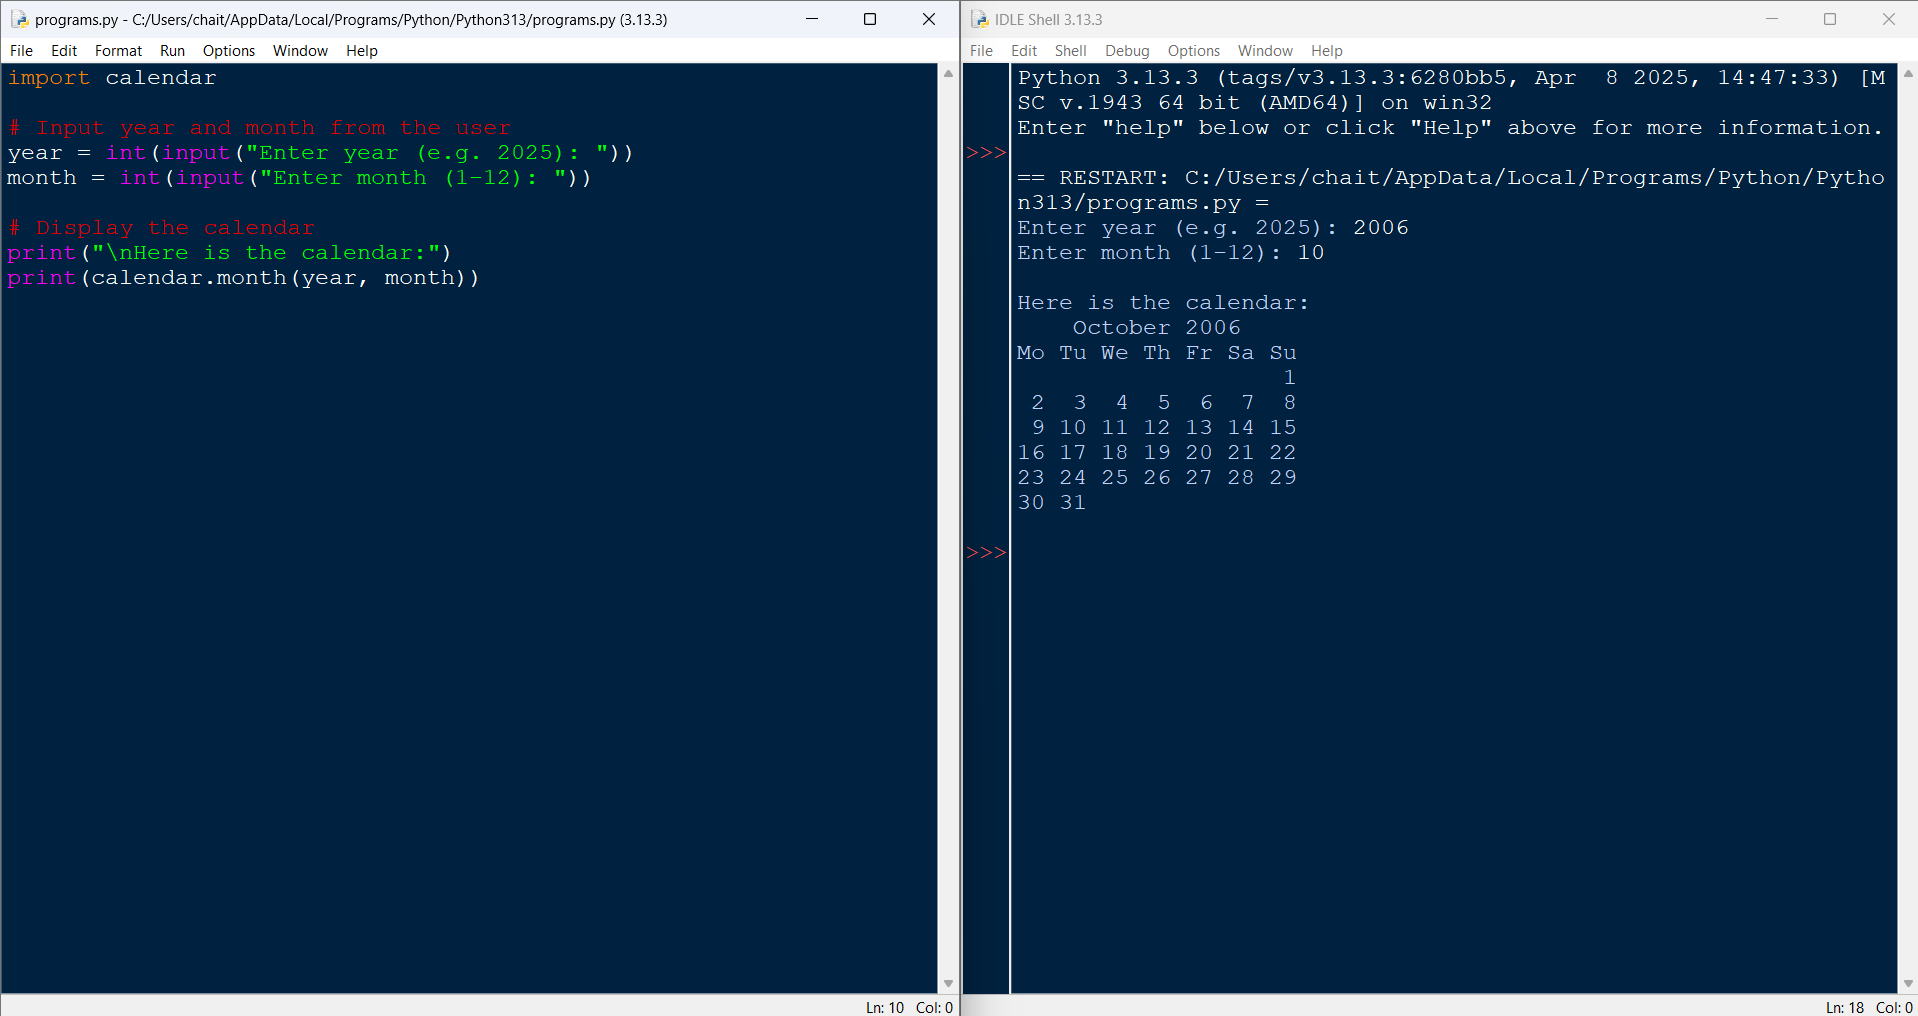 programs.py - C:/Users/chait/AppData/Local/Programs/Python/Python313/programs.py (3.13.3)
File Edit Format Run Options Window Help
import calendar

# Input year and month from the user
year = int(input("Enter year (e.g. 2025): "))
month = int(input("Enter month (1-12): "))

# Display the calendar
print("\nHere is the calendar:")
print(calendar.month(year, month))
Ln: 10 Col: 0
IDLE Shell 3.13.3
File Edit Shell Debug Options Window Help
Python 3.13.3 (tags/v3.13.3:6280bb5, Apr  8 2025, 14:47:33) [M
SC v.1943 64 bit (AMD64)] on win32
Enter "help" below or click "Help" above for more information.
>>>
== RESTART: C:/Users/chait/AppData/Local/Programs/Python/Pytho
n313/programs.py =
Enter year (e.g. 2025): 2006
Enter month (1-12): 10

Here is the calendar:
    October 2006
Mo Tu We Th Fr Sa Su
                   1
 2  3  4  5  6  7  8
 9 10 11 12 13 14 15
16 17 18 19 20 21 22
23 24 25 26 27 28 29
30 31

>>>
Ln: 18 Col: 0